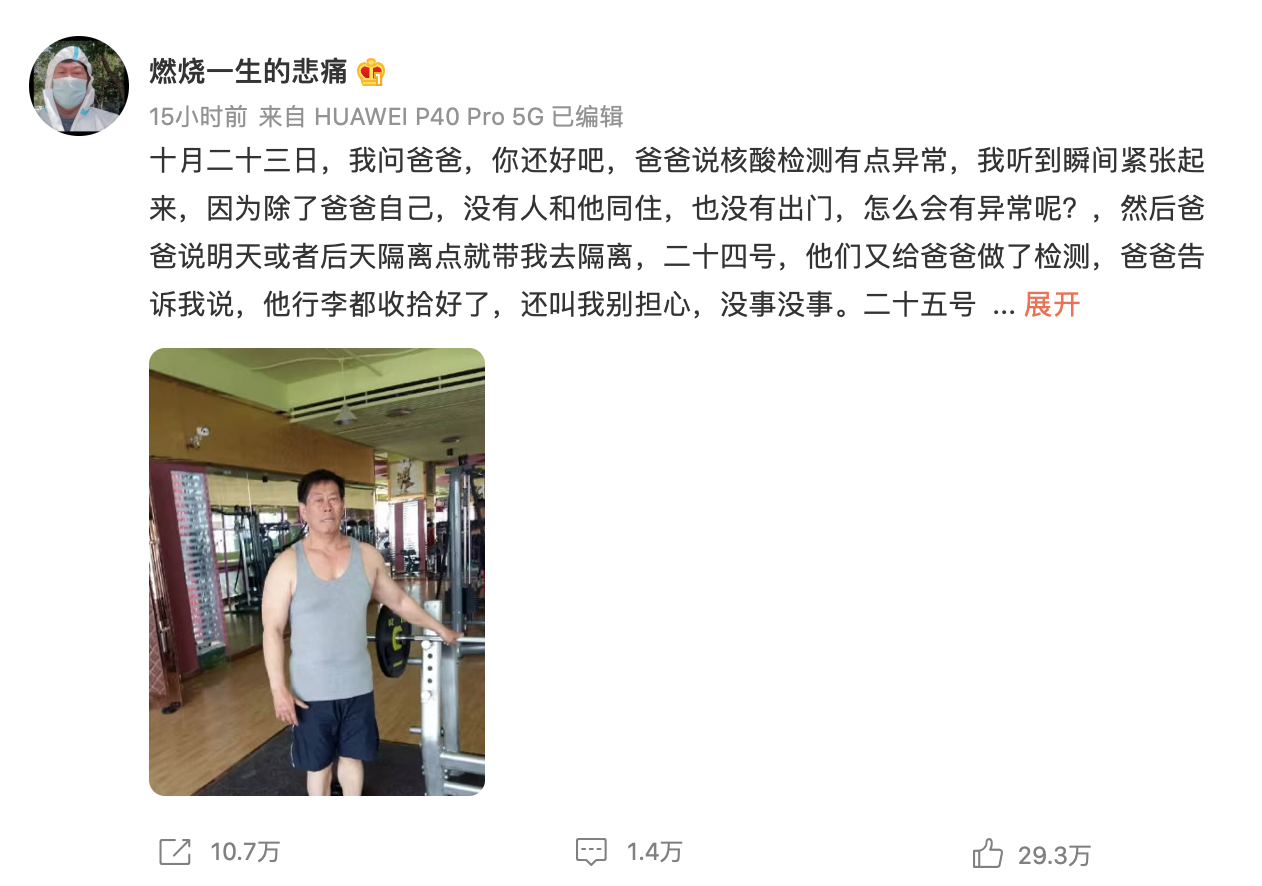 燃烧一生的悲痛
15小时前 来自 HUAWEI P40 Pro 5G 已编辑
十月二十三日，我问爸爸，你还好吧，爸爸说核酸检测有点异常，我听到瞬间紧张起
来，因为除了爸爸自己，没有人和他同住，也没有出门，怎么会有异常呢？，然后爸
爸说明天或者后天隔离点就带我去隔离，二十四号，他们又给爸爸做了检测，爸爸告
诉我说，他行李都收拾好了，还叫我别担心，没事没事。二十五号 ... 展开
10.7万
1.4万
29.3万